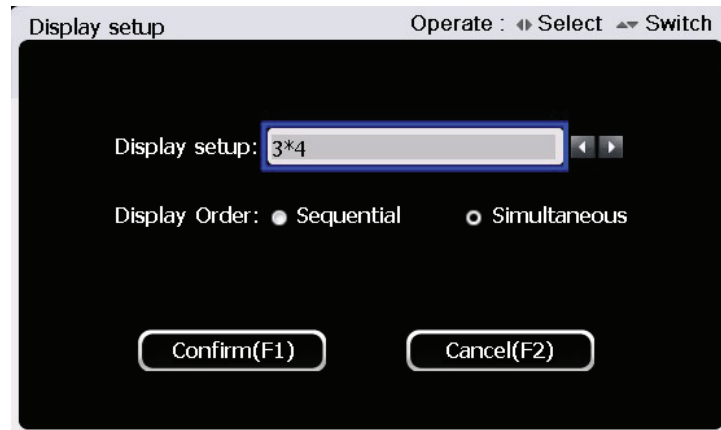 Display setup Operate : Select Switch
Display setup: 3*4
Display Order: Sequential Simultaneous
Confirm(F1) Cancel(F2)